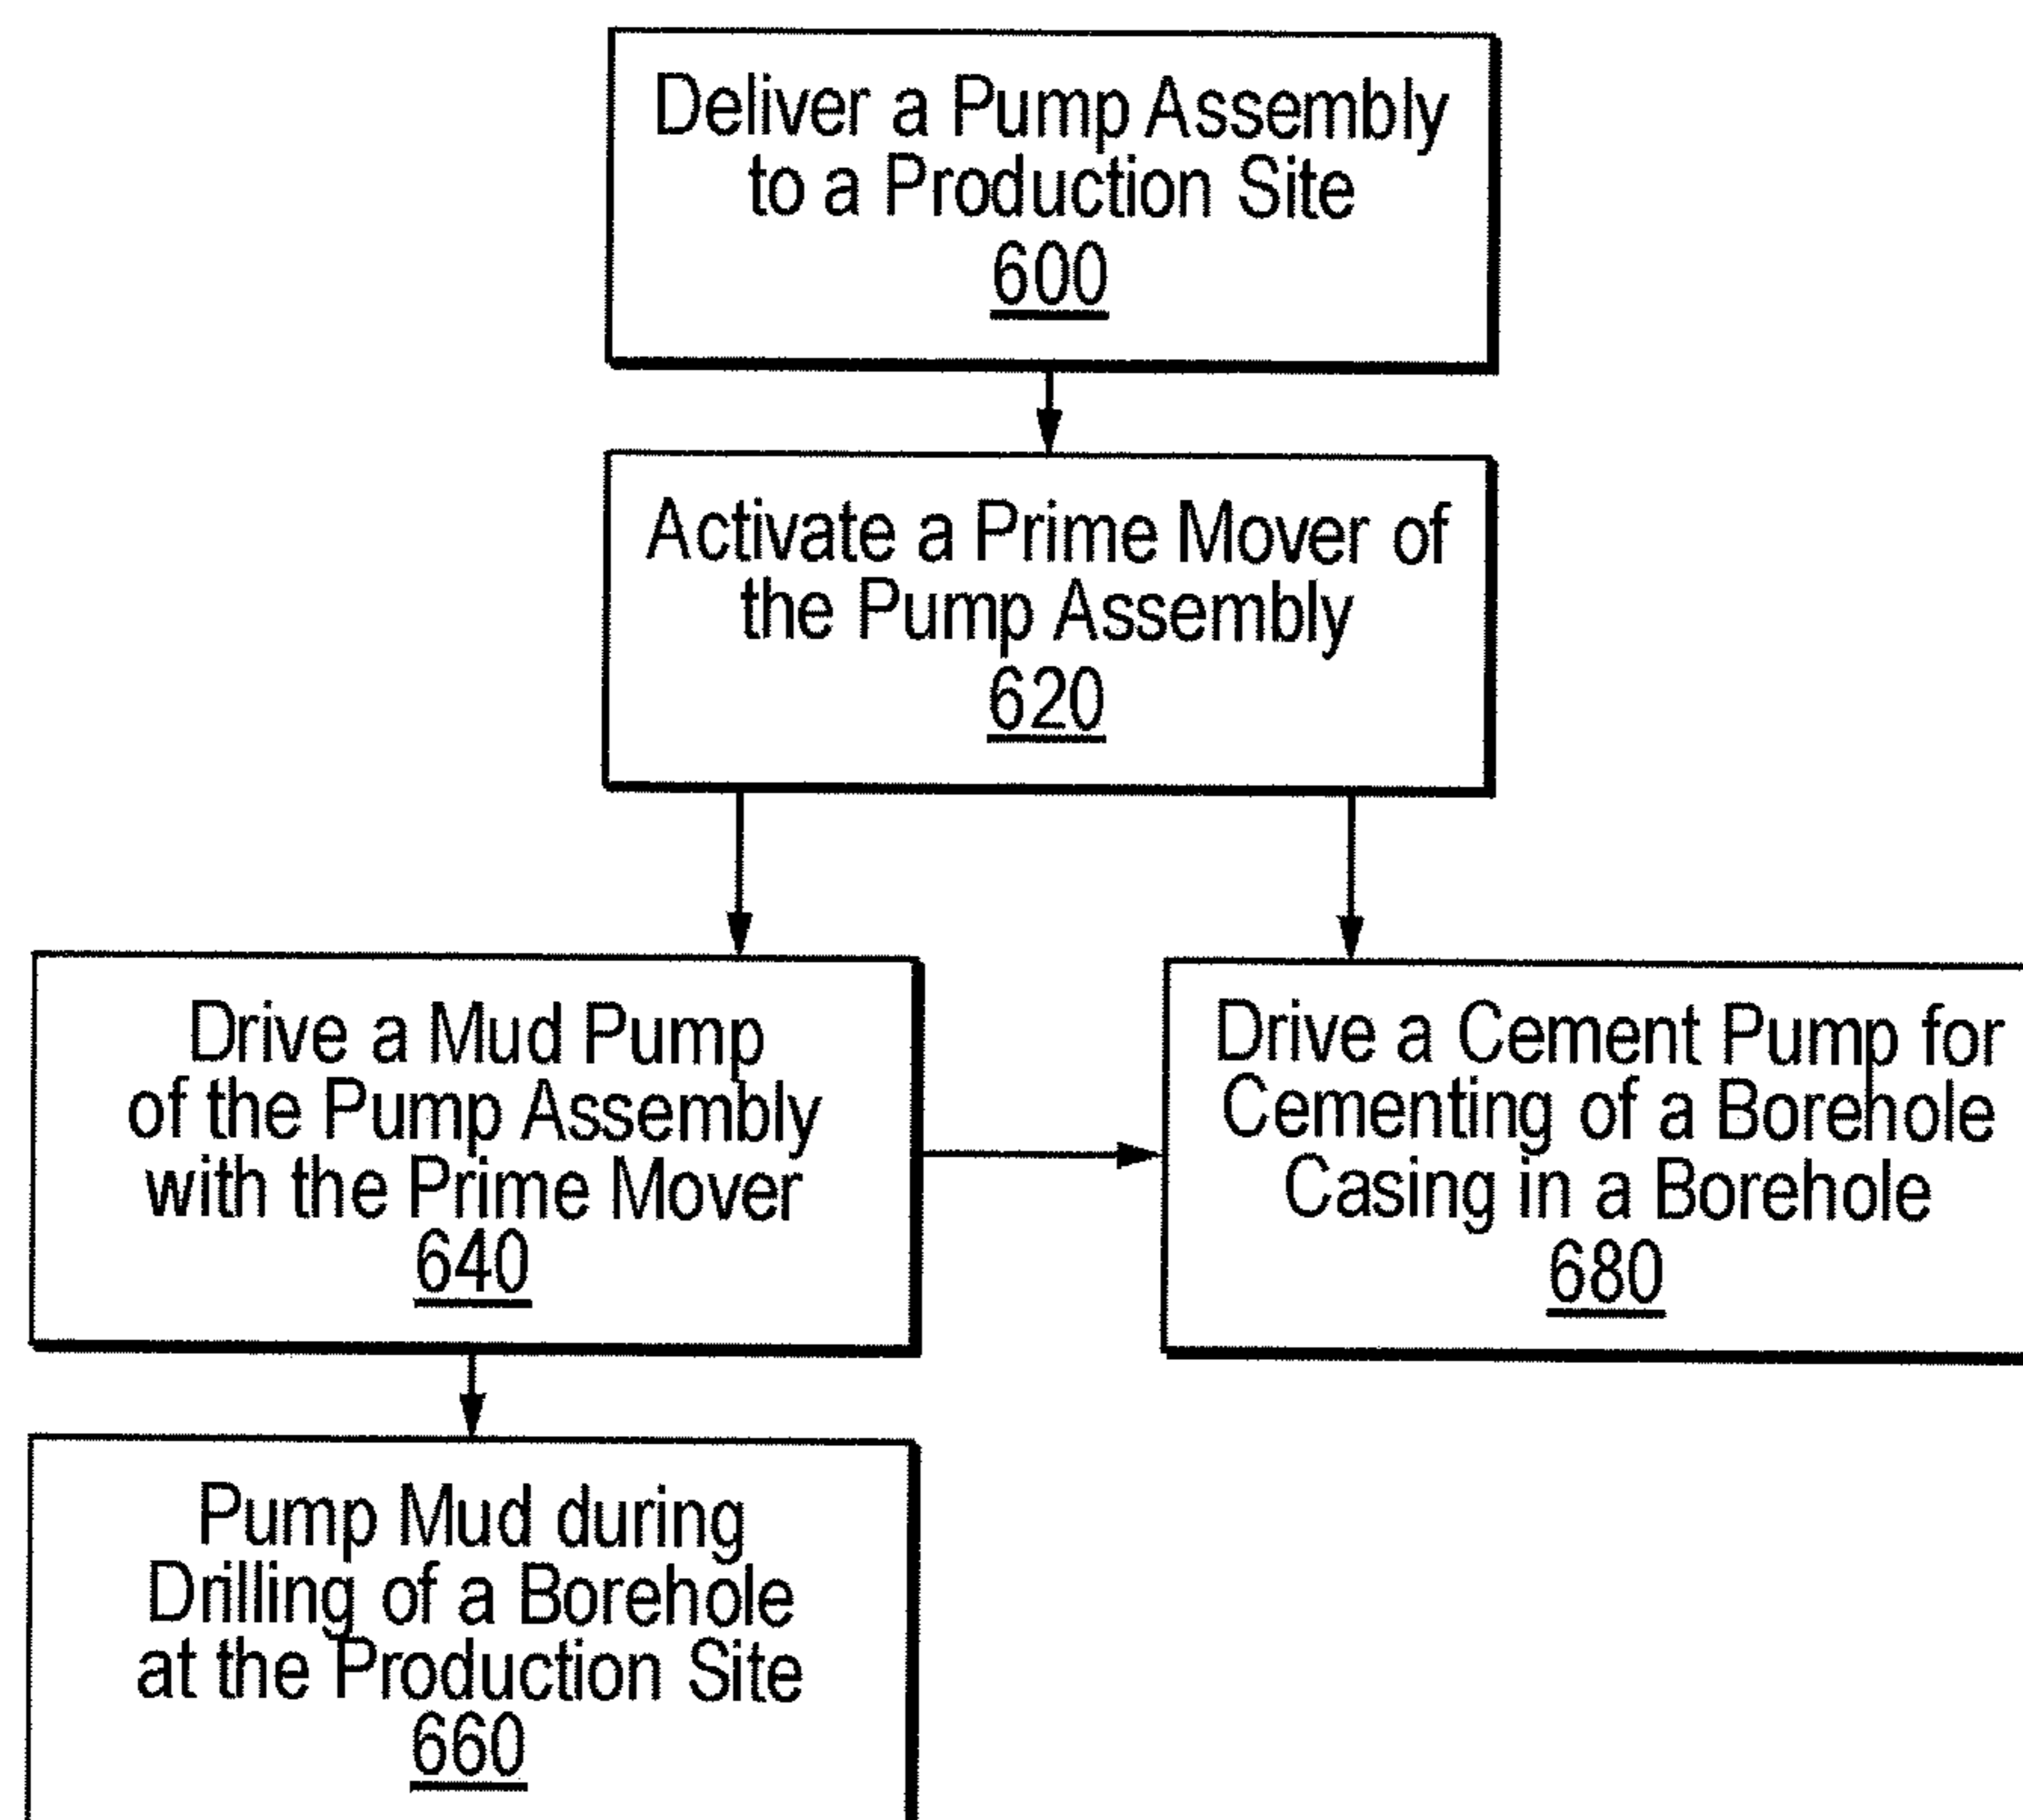 Deliver a Pump Assembly
to a Production Site
600
Activate a Prime Mover of
the Pump Assembly
620
Drive a Mud Pump
of the Pump Assembly
with the Prime Mover
640
Drive a Cement Pump for
Cementing of a Borehole
Casing in a Borehole
680
Pump Mud during
Drilling of a Borehole
at the Production Site
660